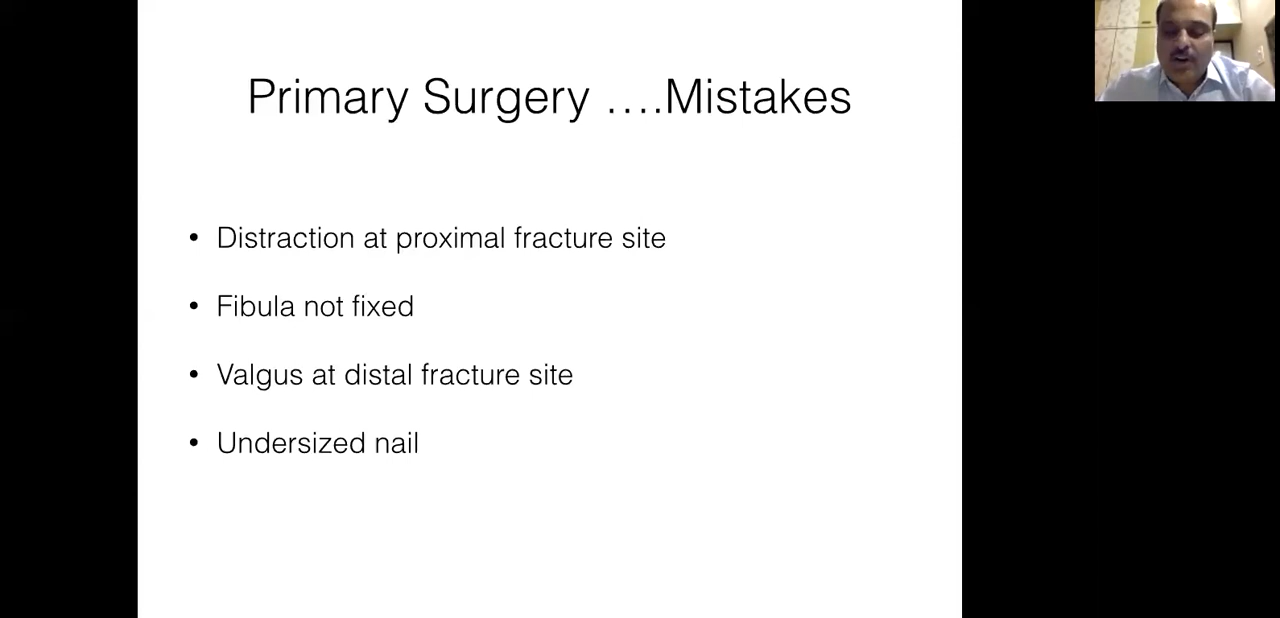 Primary Surgery ....Mistakes
• Distraction at proximal fracture site
• Fibula not fixed
• Valgus at distal fracture site
• Undersized nail